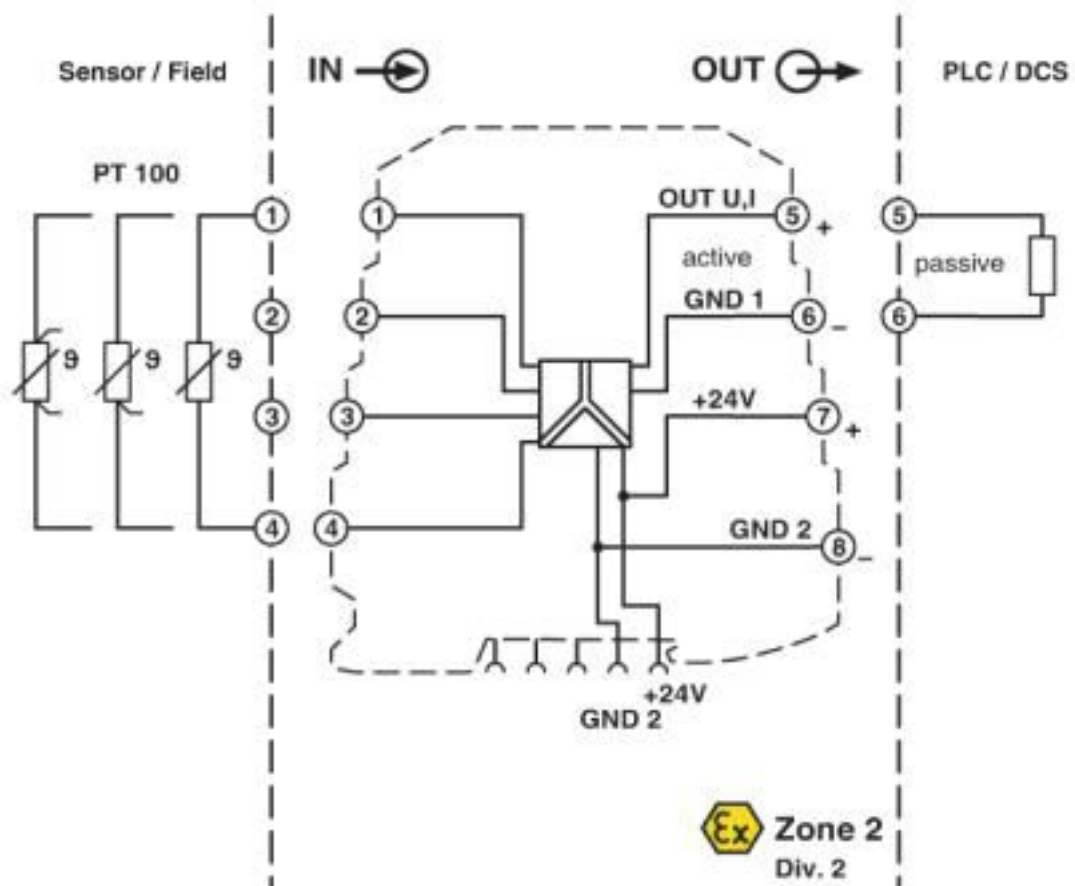 Sensor / Field
IN
OUT
PLC / DCS
PT 100
1
1
OUT U,I
5
+
5
active
passive
2
2
GND 1
6
–
6
ϑ
ϑ
ϑ
3
3
+24V
7
+
4
4
GND 2
8
–
+24V
GND 2
Ex
Zone 2
Div. 2